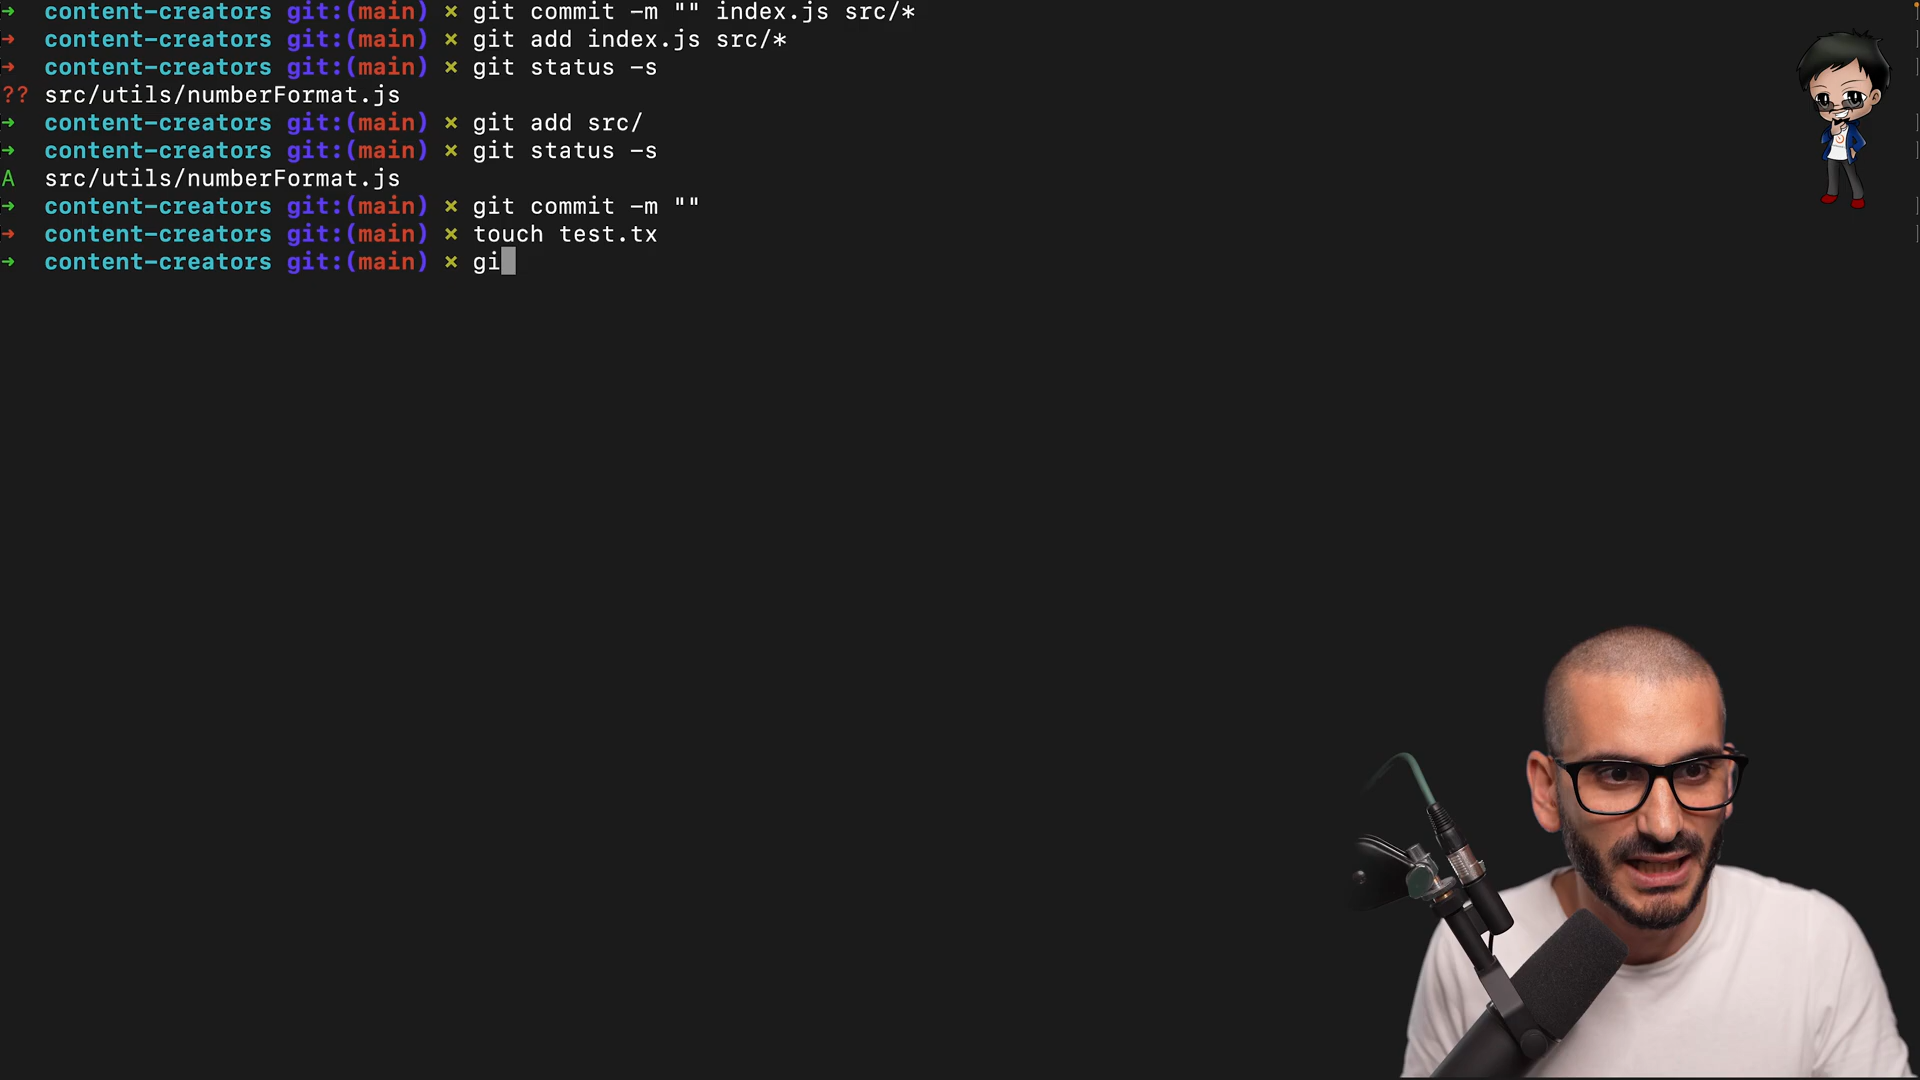 → content-creators git:(main) × git commit -m "" index.js src/*
→ content-creators git:(main) × git add index.js src/*
→ content-creators git:(main) × git status -s
?? src/utils/numberFormat.js
→ content-creators git:(main) × git add src/
→ content-creators git:(main) × git status -s
A src/utils/numberFormat.js
→ content-creators git:(main) × git commit -m ""
→ content-creators git:(main) × touch test.tx
→ content-creators git:(main) × gi